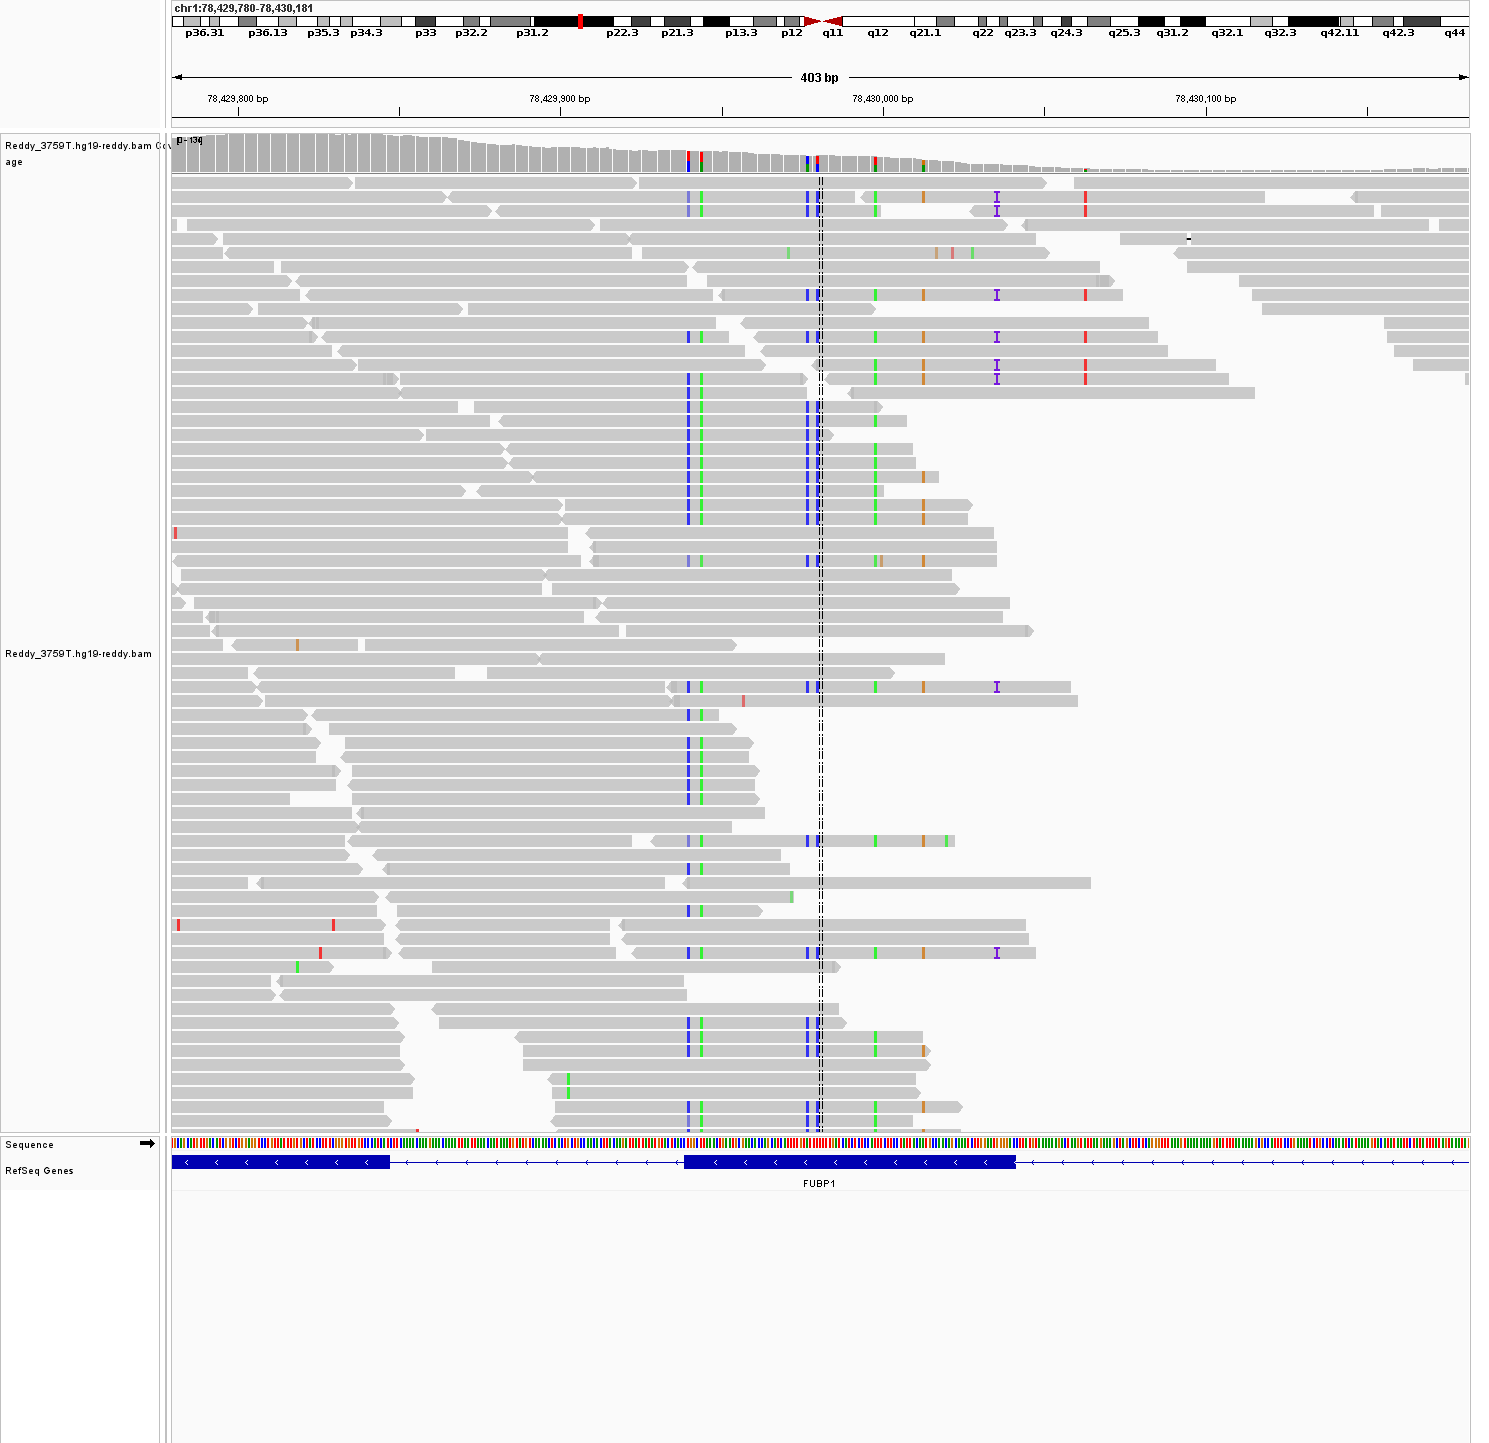 chr1:78,429,780-78,430,181
p36.31 p36.13 p35.3 p34.3 p33 p32.2 p31.2 p22.3 p21.3 p13.3 p12 q11 q12 q21.1 q22 q23.3 q24.3 q25.3 q31.2 q32.1 q32.3 q42.11 q42.3 q44
403 bp
78,429,800 bp 78,429,900 bp 78,430,000 bp 78,430,100 bp
Reddy_3759T.hg19-reddy.bam Cov
age
Reddy_3759T.hg19-reddy.bam
Sequence
RefSeq Genes
FUBP1